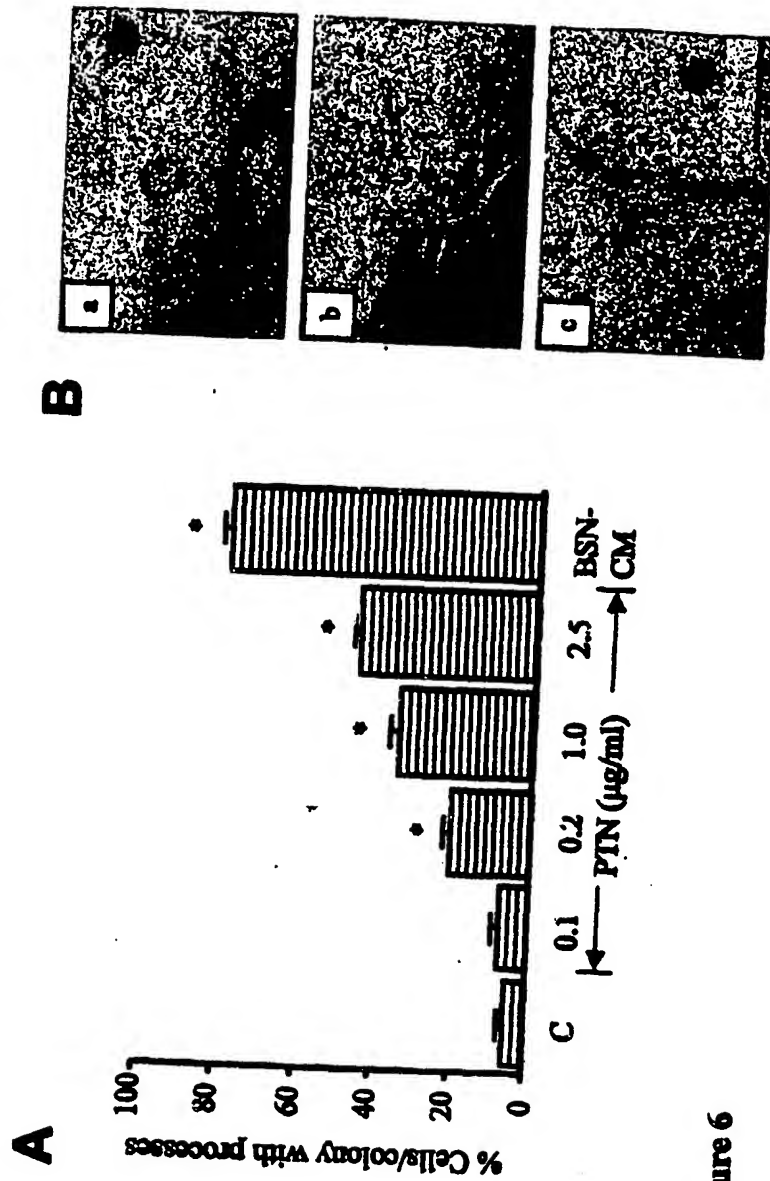 A
B
% Cells/colony with processes
100
80
60
40
20
0
*
*
*
*
C
0.1
0.2
1.0
2.5
BSN-
CM
PTN (µg/ml)
a
b
c
ure 6